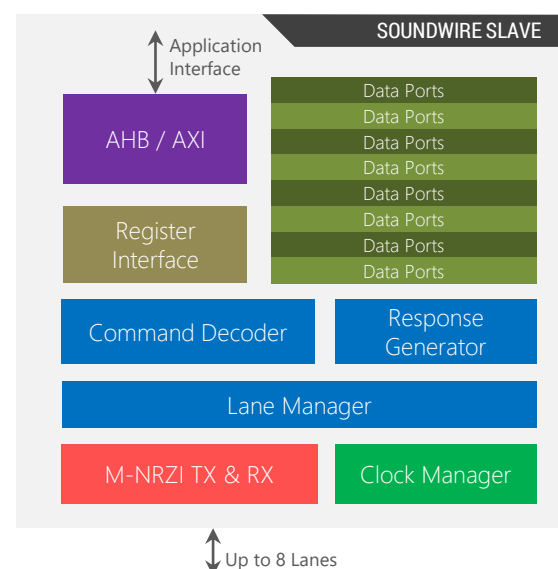 SOUNDWIRE SLAVE
Application
Interface
AHB / AXI
Data Ports
Data Ports
Data Ports
Data Ports
Data Ports
Data Ports
Data Ports
Data Ports
Register
Interface
Command Decoder
Response
Generator
Lane Manager
M-NRZI TX & RX
Clock Manager
Up to 8 Lanes